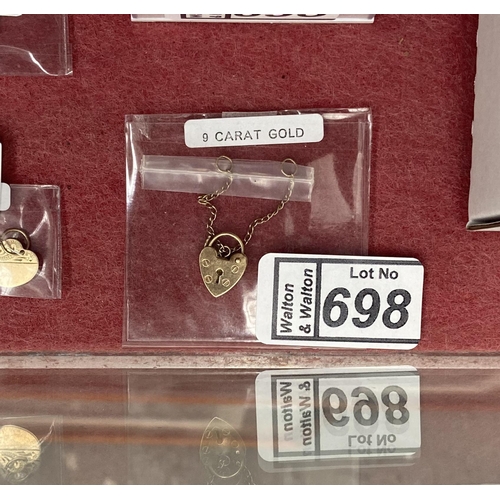 9 CARAT GOLD
Lot No
Walton
& Walton
698